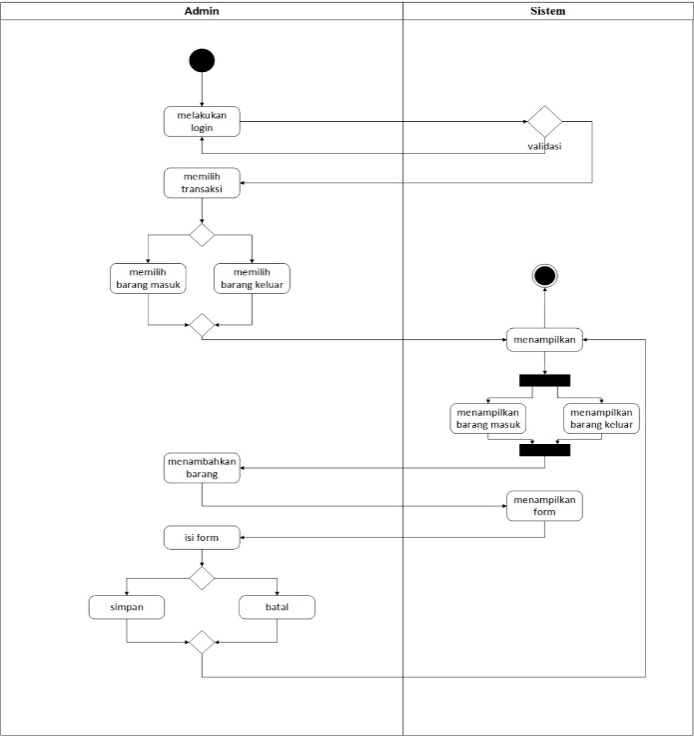 Admin
Sistem
melakukan
login
validasi
memilih
transaksi
memilih
barang masuk
memilih
barang keluar
menampilkan
menampilkan
barang masuk
menampilkan
barang keluar
menambahkan
barang
menampilkan
form
isi form
simpan
batal